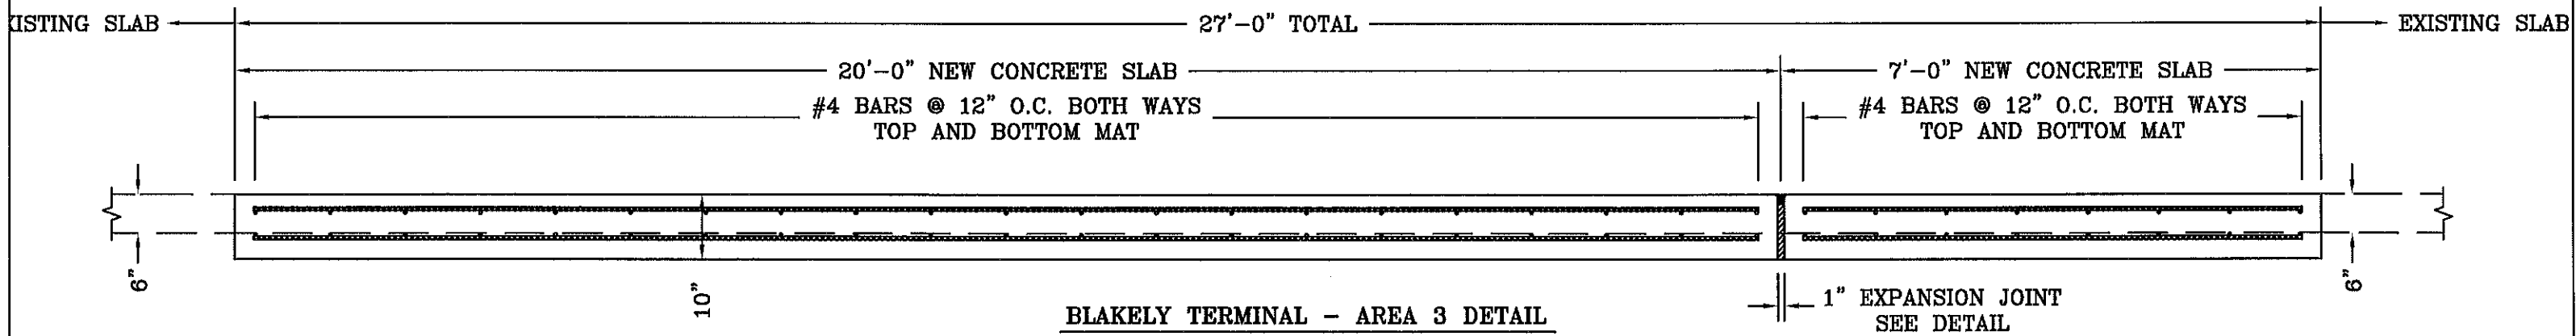 ISTING SLAB
27'-0" TOTAL
EXISTING SLAB
20'-0" NEW CONCRETE SLAB
7'-0" NEW CONCRETE SLAB
#4 BARS @ 12" O.C. BOTH WAYS
TOP AND BOTTOM MAT
#4 BARS @ 12" O.C. BOTH WAYS
TOP AND BOTTOM MAT
6"
10"
6"
1" EXPANSION JOINT
SEE DETAIL
BLAKELY TERMINAL - AREA 3 DETAIL